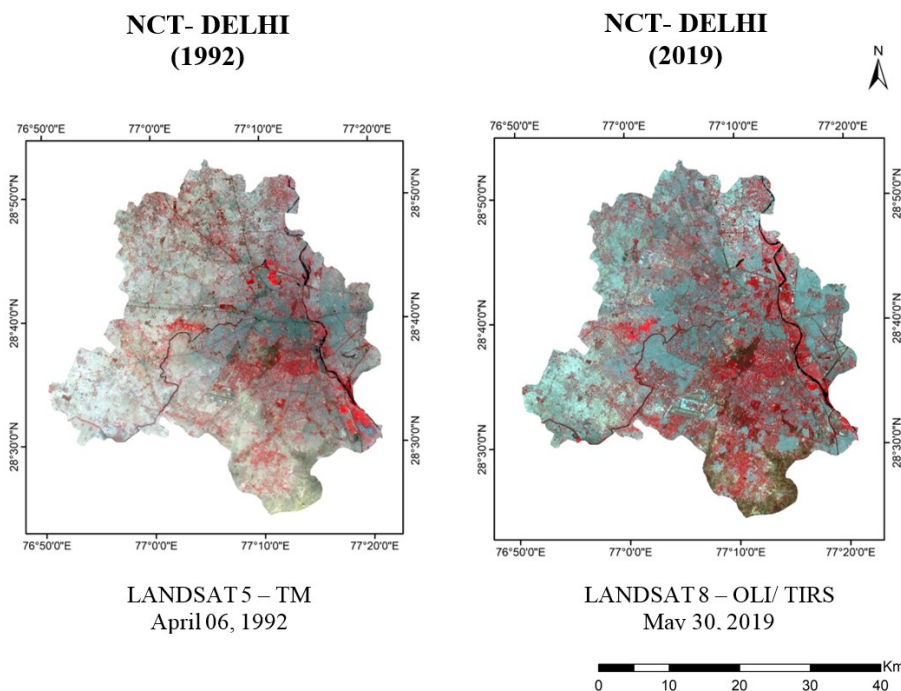 NCT- DELHI
(1992)
NCT- DELHI
(2019)
N
76°50'0"E 77°0'0"E 77°10'0"E 77°20'0"E
28°50'0"N 28°50'0"N
28°40'0"N 28°40'0"N
28°30'0"N 28°30'0"N
76°50'0"E 77°0'0"E 77°10'0"E 77°20'0"E
76°50'0"E 77°0'0"E 77°10'0"E 77°20'0"E
28°50'0"N 28°50'0"N
28°40'0"N 28°40'0"N
28°30'0"N 28°30'0"N
76°50'0"E 77°0'0"E 77°10'0"E 77°20'0"E
LANDSAT 5 – TM
April 06, 1992
LANDSAT 8 – OLI/ TIRS
May 30, 2019
Km
0 10 20 30 40